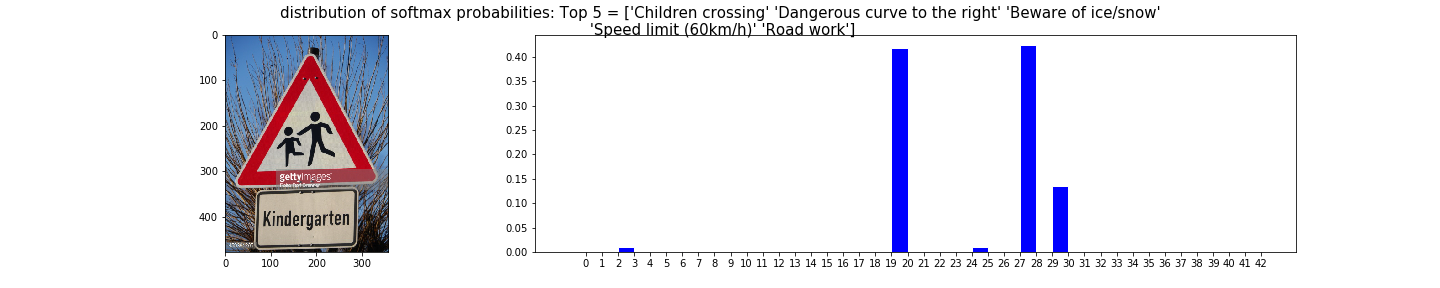 distribution of softmax probabilities: Top 5 = ['Children crossing' 'Dangerous curve to the right' 'Beware of ice/snow'
'Speed limit (60km/h)' 'Road work']
0
100
200
300
400
0 100 200 300
gettyimages
Kindergarten
0.40
0.35
0.30
0.25
0.20
0.15
0.10
0.05
0.00
0 1 2 3 4 5 6 7 8 9 10 11 12 13 14 15 16 17 18 19 20 21 22 23 24 25 26 27 28 29 30 31 32 33 34 35 36 37 38 39 40 41 42